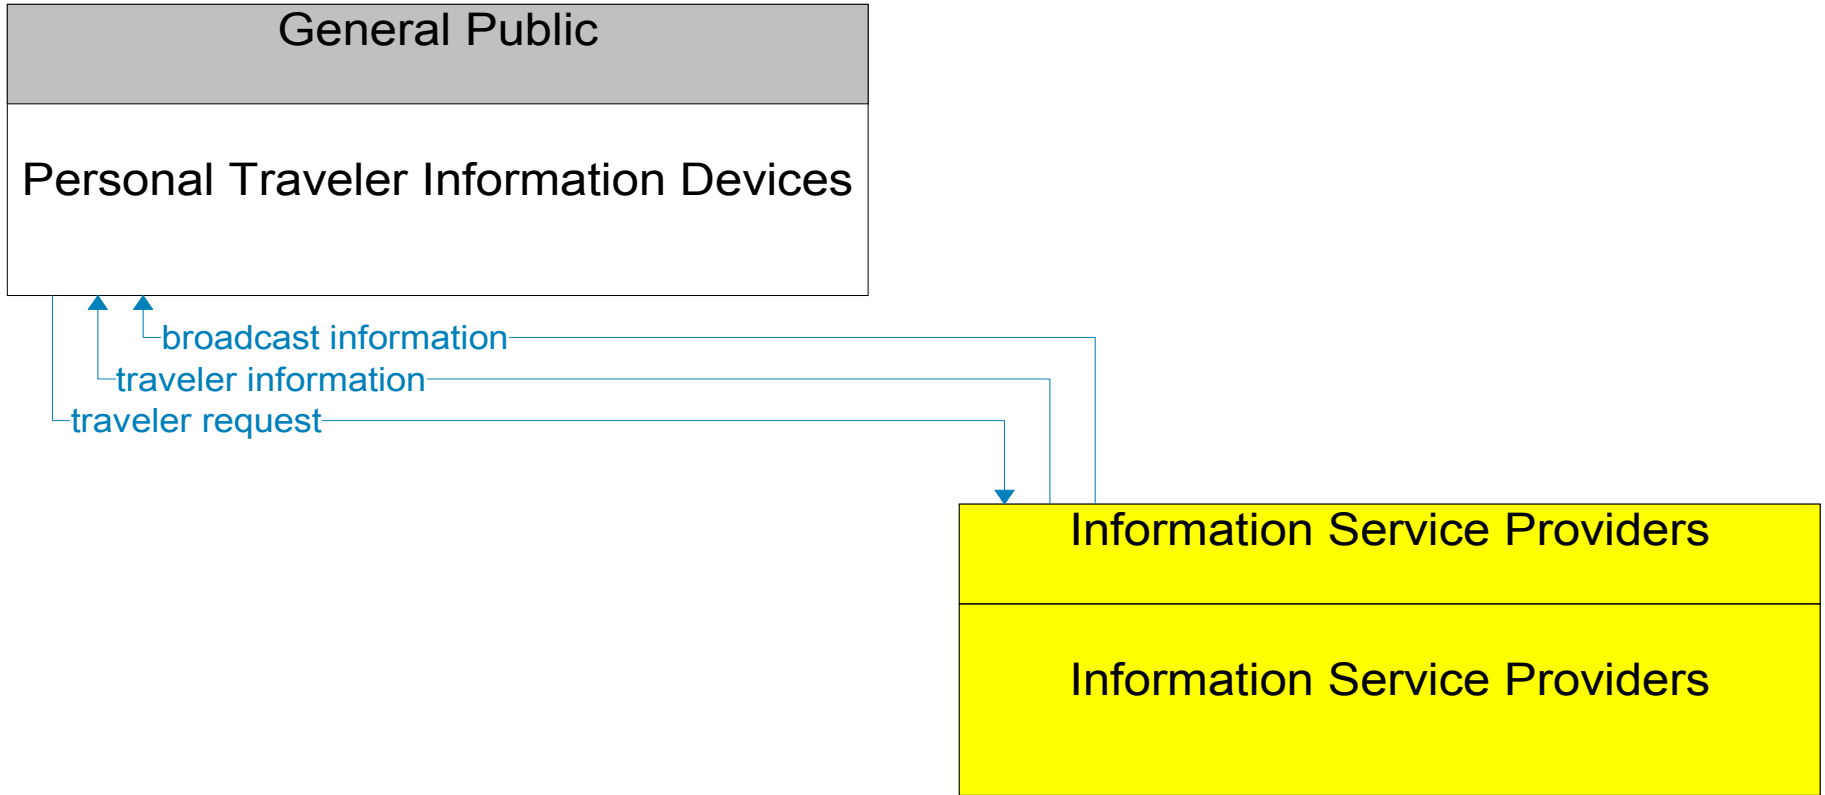 General Public
Personal Traveler Information Devices
broadcast information
traveler information
traveler request
Information Service Providers
Information Service Providers